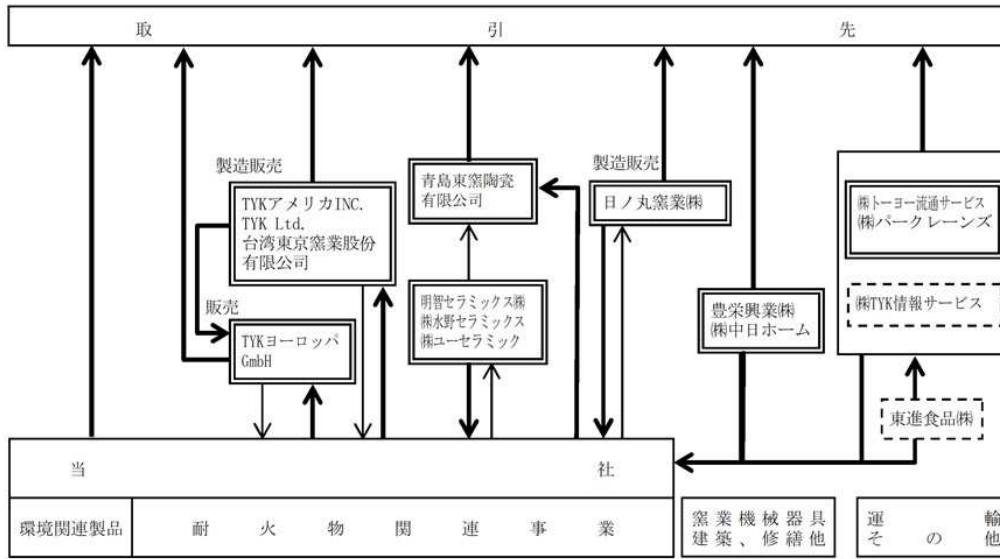 取引先
製造販売
TYKアメリカINC.
TYK Ltd.
台湾東京窯業股份
有限公司
販売
TYKヨーロッパ
GmbH
青島東窯陶瓷
有限公司
明智セラミックス㈱
㈱水野セラミックス
㈱ユーセラミック
製造販売
日ノ丸窯業㈱
豊栄興業㈱
㈱中日ホーム
㈱トーヨー流通サービス
㈱パークレーンズ
㈱TYK情報サービス
東進食品㈱
当社
環境関連製品
耐火物関連事業
窯業機械器具
建築、修繕他
運輸
その他